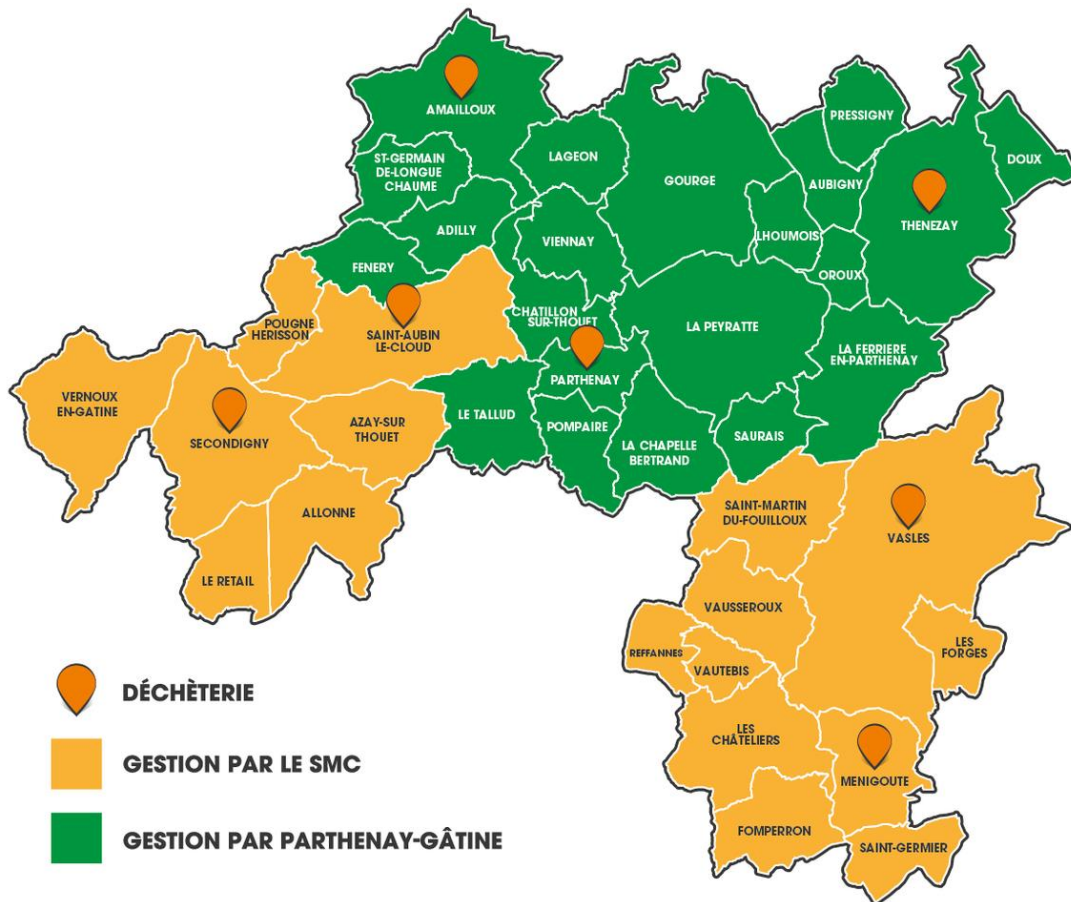 AMAILLOUX
PRESSIGNY
ST-GERMAIN
DE-LONGUE
CHAUME
LAGEON
GOURGE
AUBIGNY
DOUX
THENEZAY
ADILLY
VIENNAY
LHOUMOIS
FENERY
OROUX
CHATILLON
SUR-THOUET
POUGNE
HERISSON
SAINT-AUBIN
LE-CLOUD
LA PEYRATTE
LA FERRIERE
EN-PARTHENAY
PARTHENAY
VERNOUX
EN-GATINE
SECONDIGNY
AZAY-SUR
THOUET
LE TALLUD
POMPAIRE
LA CHAPELLE
BERTRAND
SAURAIS
ALLONNE
SAINT-MARTIN
DU-FOUILLOUX
VASLES
LE RETAIL
VAUSSEROUX
REFFANNES
VAUTEBIS
LES
FORGES
LES
CHÂTELIERS
MENIGOUTE
FOMPERRON
SAINT-GERMIER
DÉCHÈTERIE
GESTION PAR LE SMC
GESTION PAR PARTHENAY-GÂTINE